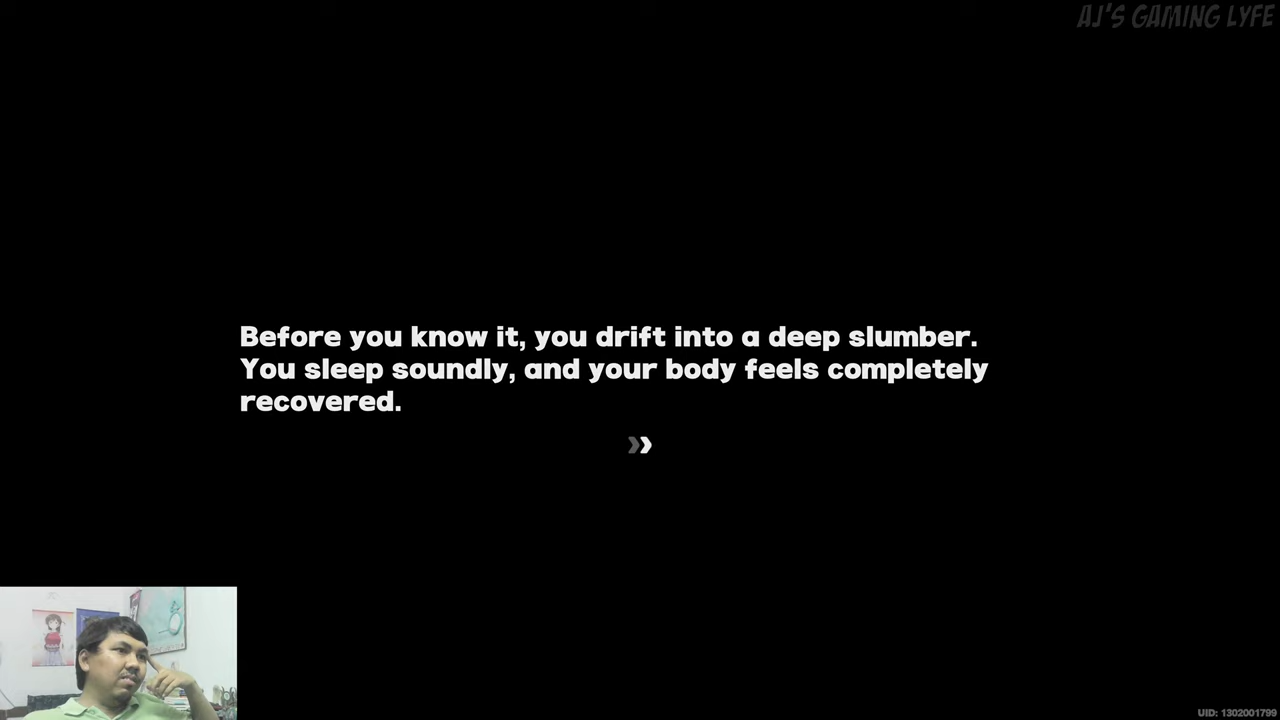 AJ'S GAMING LYFE
Before you know it, you drift into a deep slumber.
You sleep soundly, and your body feels completely
recovered.
UID: 1302001799